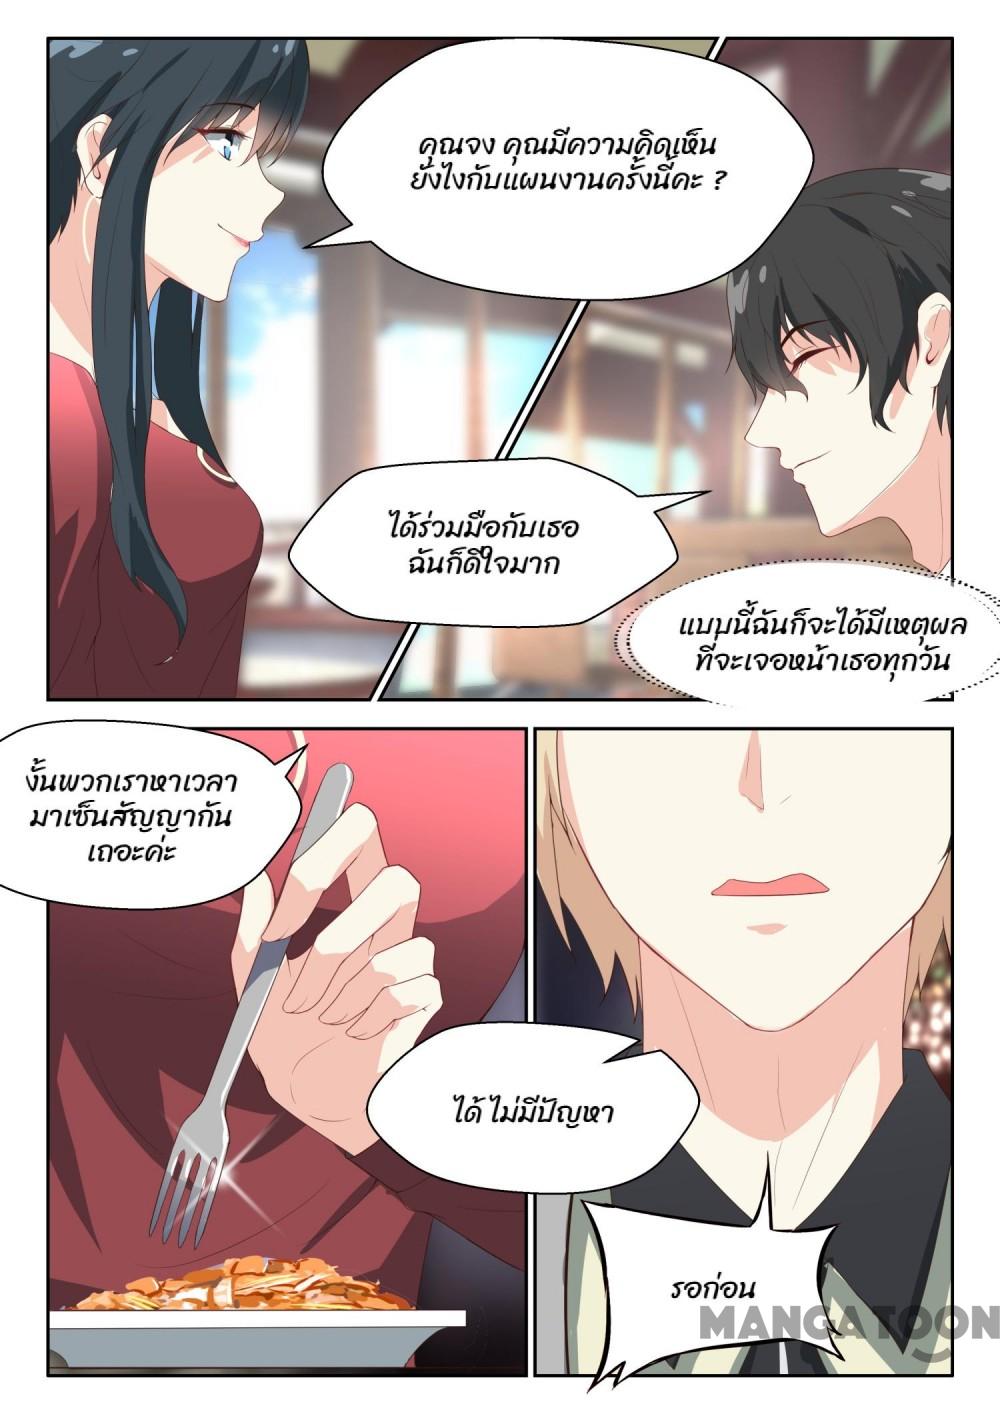 คุณจง คุณมีความคิดเห็น
ยังไงกับแผนงานครั้งนี้คะ ?
ได้ร่วมมือกับเธอ
ฉันก็ดีใจมาก
แบบนี้ฉันก็จะได้มีเหตุผล
ที่จะเจอหน้าเธอทุกวัน
งั้นพวกเราหาเวลา
มาเซ็นสัญญากัน
เถอะค่ะ
ได้ ไม่มีปัญหา
รอก่อน
MANGATOON